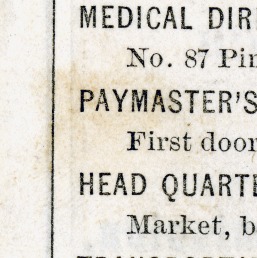 MEDICAL DIR
No. 87 Pin
PAYMASTER'S
First door
HEAD QUARTE
Market, b